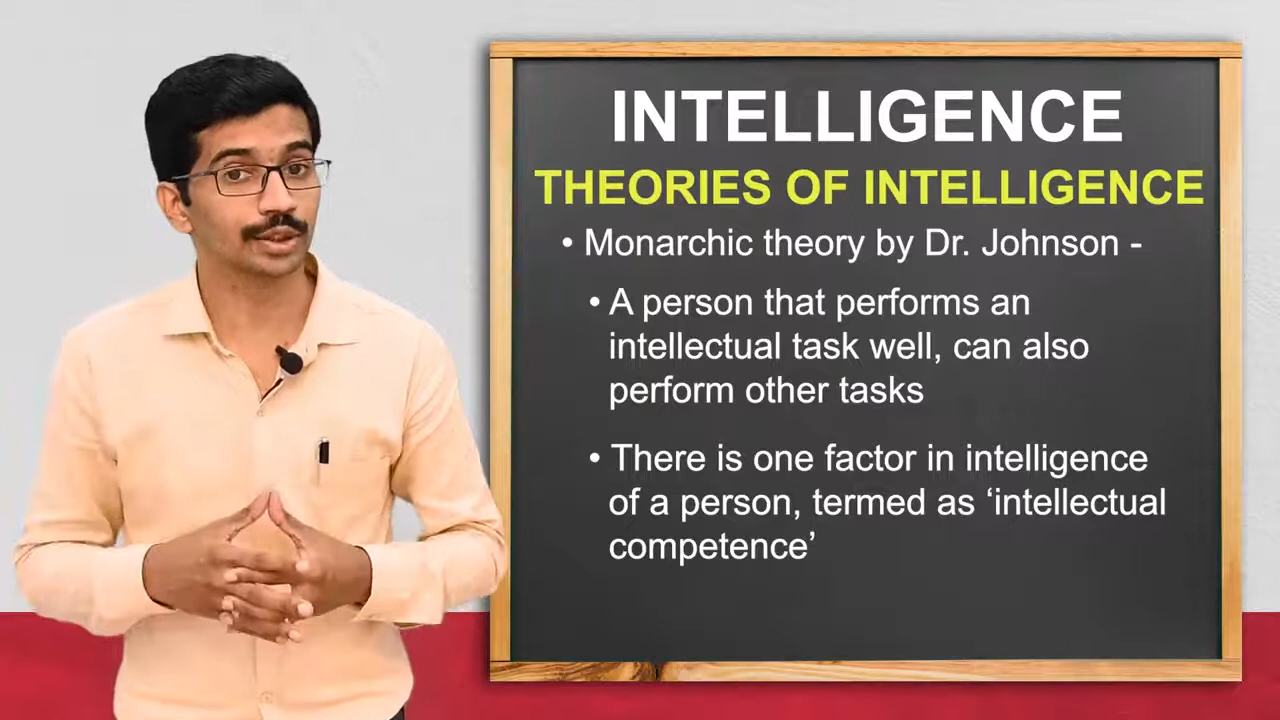 INTELLIGENCE
THEORIES OF INTELLIGENCE
• Monarchic theory by Dr. Johnson -
• A person that performs an
intellectual task well, can also
perform other tasks
• There is one factor in intelligence
of a person, termed as ‘intellectual
competence’